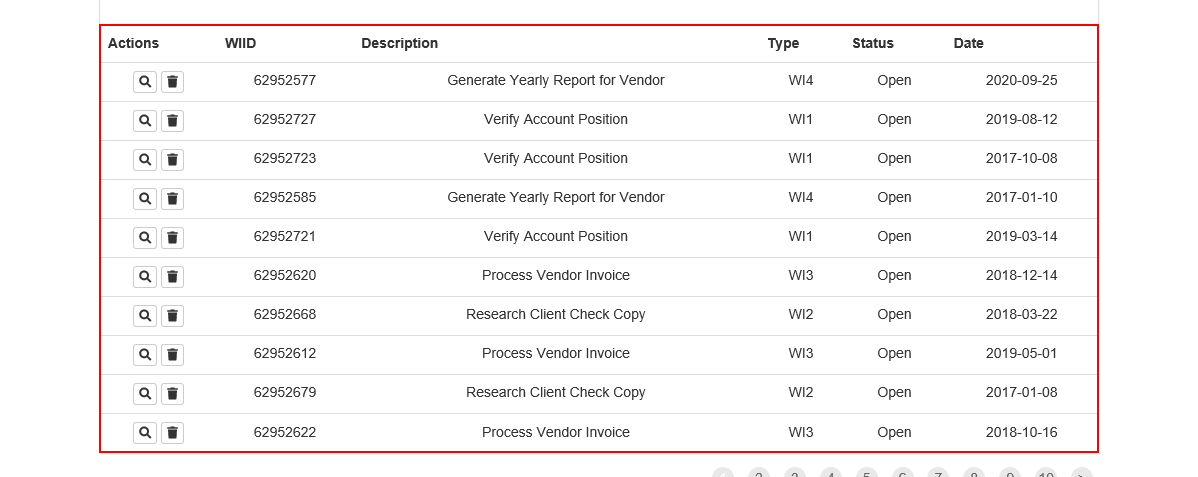 Actions WIID Description Type Status Date
62952577 Generate Yearly Report for Vendor WI4 Open 2020-09-25
62952727 Verify Account Position WI1 Open 2019-08-12
62952723 Verify Account Position WI1 Open 2017-10-08
62952585 Generate Yearly Report for Vendor WI4 Open 2017-01-10
62952721 Verify Account Position WI1 Open 2019-03-14
62952620 Process Vendor Invoice WI3 Open 2018-12-14
62952668 Research Client Check Copy WI2 Open 2018-03-22
62952612 Process Vendor Invoice WI3 Open 2019-05-01
62952679 Research Client Check Copy WI2 Open 2017-01-08
62952622 Process Vendor Invoice WI3 Open 2018-10-16
1 2 3 4 5 6 7 8 9 10 >